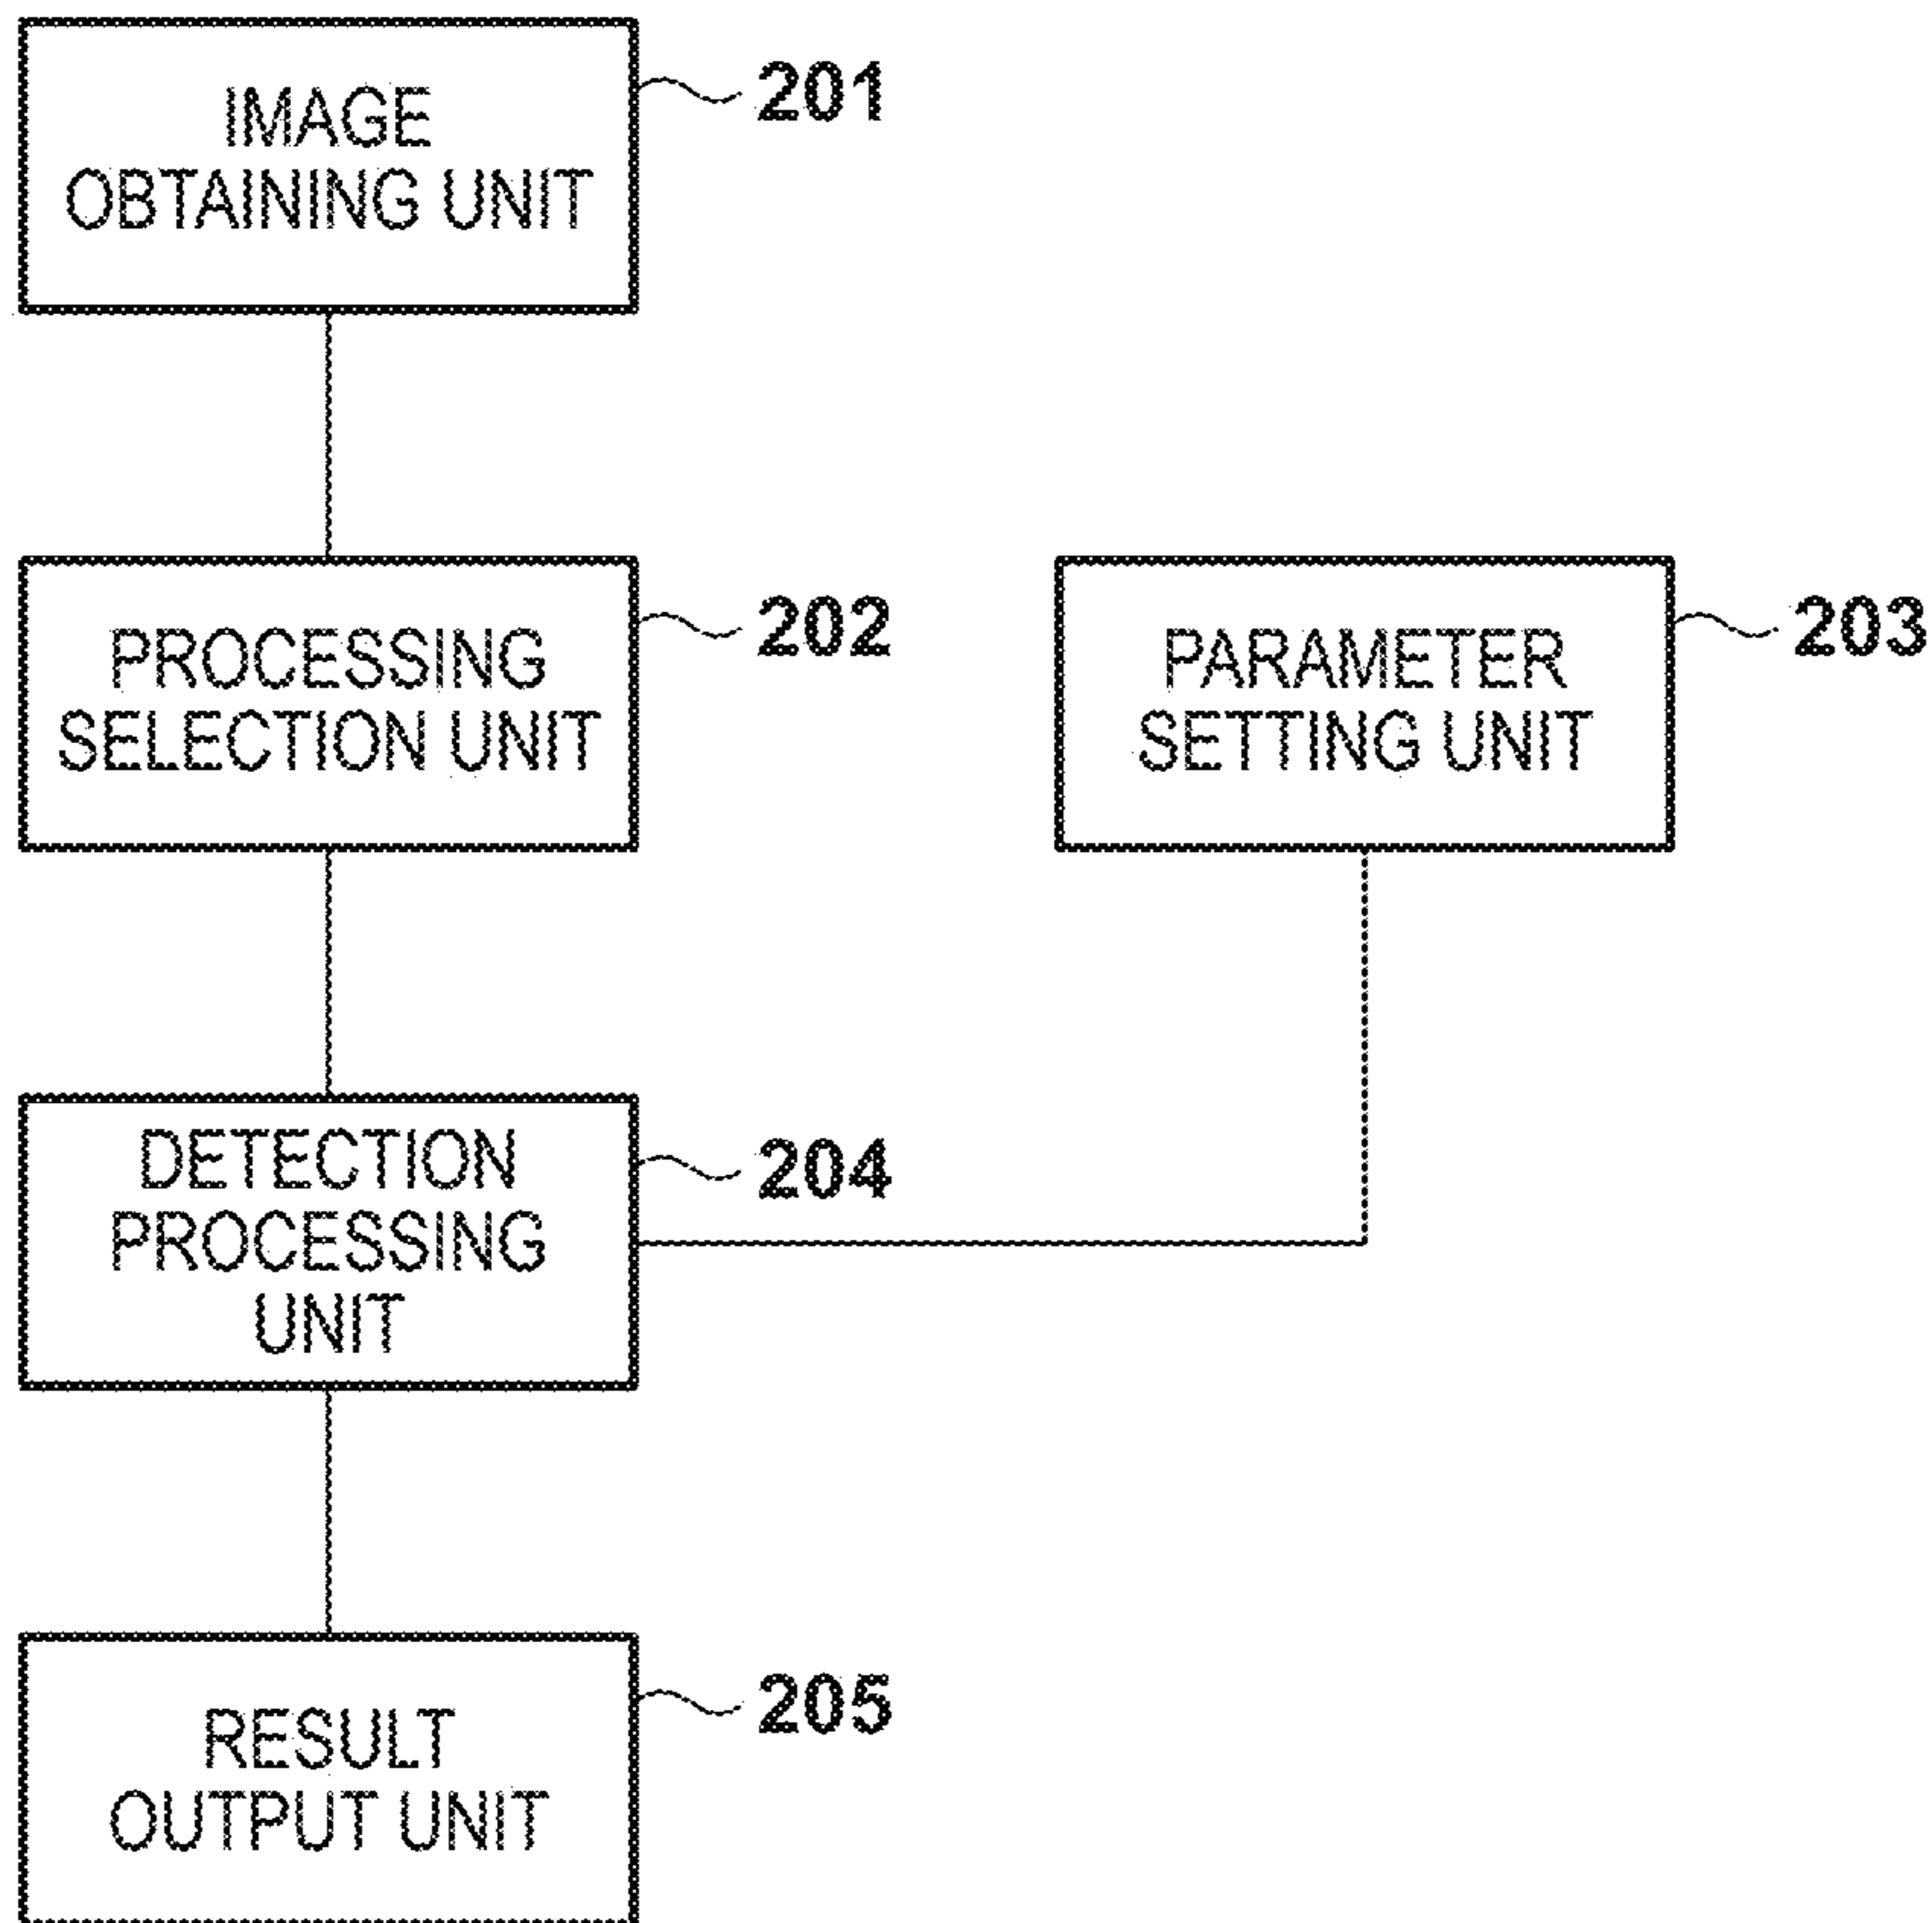 IMAGE
OBTAINING UNIT
201
PROCESSING
SELECTION UNIT
202
PARAMETER
SETTING UNIT
203
DETECTION
PROCESSING
UNIT
204
RESULT
OUTPUT UNIT
205